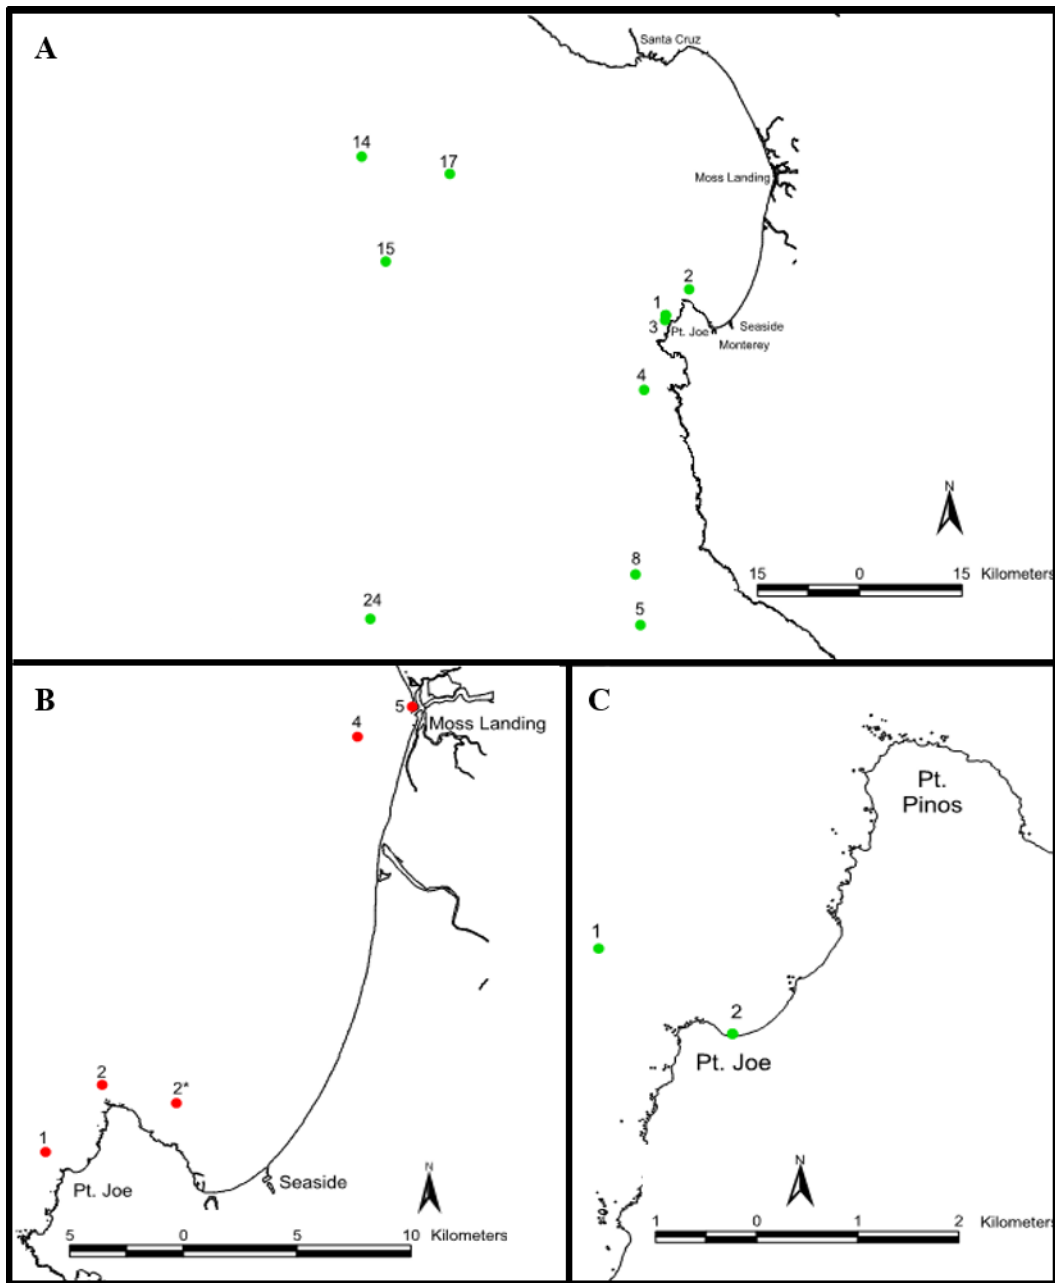 A
Santa Cruz
14
17
Moss Landing
15
2
1
3
Pt. Joe
Seaside
Monterey
4
N
8
15 0 15 Kilometers
24
5
B
5
Moss Landing
4
2
2*
1
Pt. Joe
Seaside
N
5 0 5 10 Kilometers
C
Pt.
Pinos
1
2
Pt. Joe
N
1 0 1 2 Kilometers